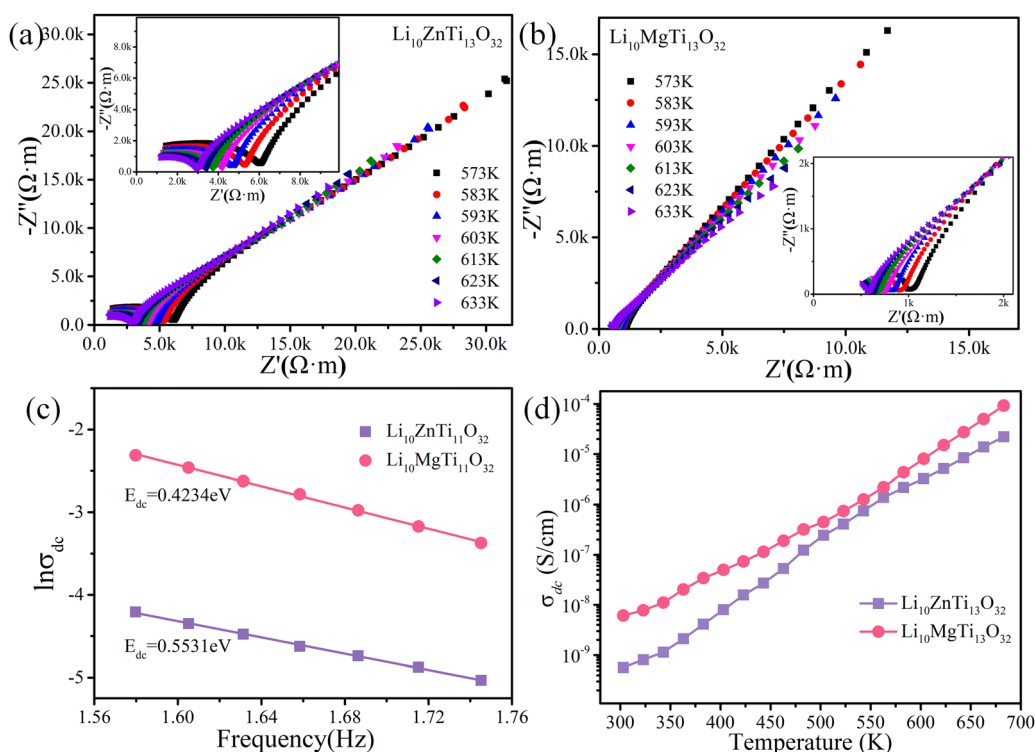 (a)
Li₁₀ZnTi₁₃O₃₂
30.0k
25.0k
20.0k
15.0k
10.0k
5.0k
0.0
-Z''(Ω·m)
0.0
5.0k
10.0k
15.0k
20.0k
25.0k
30.0k
Z'(Ω·m)
8.0k
6.0k
4.0k
2.0k
0.0
-Z''(Ω·m)
0.0
2.0k
4.0k
6.0k
8.0k
Z'(Ω·m)
573K
583K
593K
603K
613K
623K
633K
(b)
Li₁₀MgTi₁₃O₃₂
15.0k
10.0k
5.0k
0.0
-Z''(Ω·m)
0.0
5.0k
10.0k
15.0k
Z'(Ω·m)
573K
583K
593K
603K
613K
623K
633K
2k
1k
0
-Z''(Ω·m)
0
1k
2k
Z'(Ω·m)
(c)
-2
-3
-4
-5
lnσdc
Li₁₀ZnTi₁₁O₃₂
Li₁₀MgTi₁₁O₃₂
Edc=0.4234eV
Edc=0.5531eV
1.56
1.60
1.64
1.68
1.72
1.76
Frequency(Hz)
(d)
10⁻⁴
10⁻⁵
10⁻⁶
10⁻⁷
10⁻⁸
10⁻⁹
σdc (S/cm)
Li₁₀ZnTi₁₃O₃₂
Li₁₀MgTi₁₃O₃₂
300
350
400
450
500
550
600
650
700
Temperature (K)